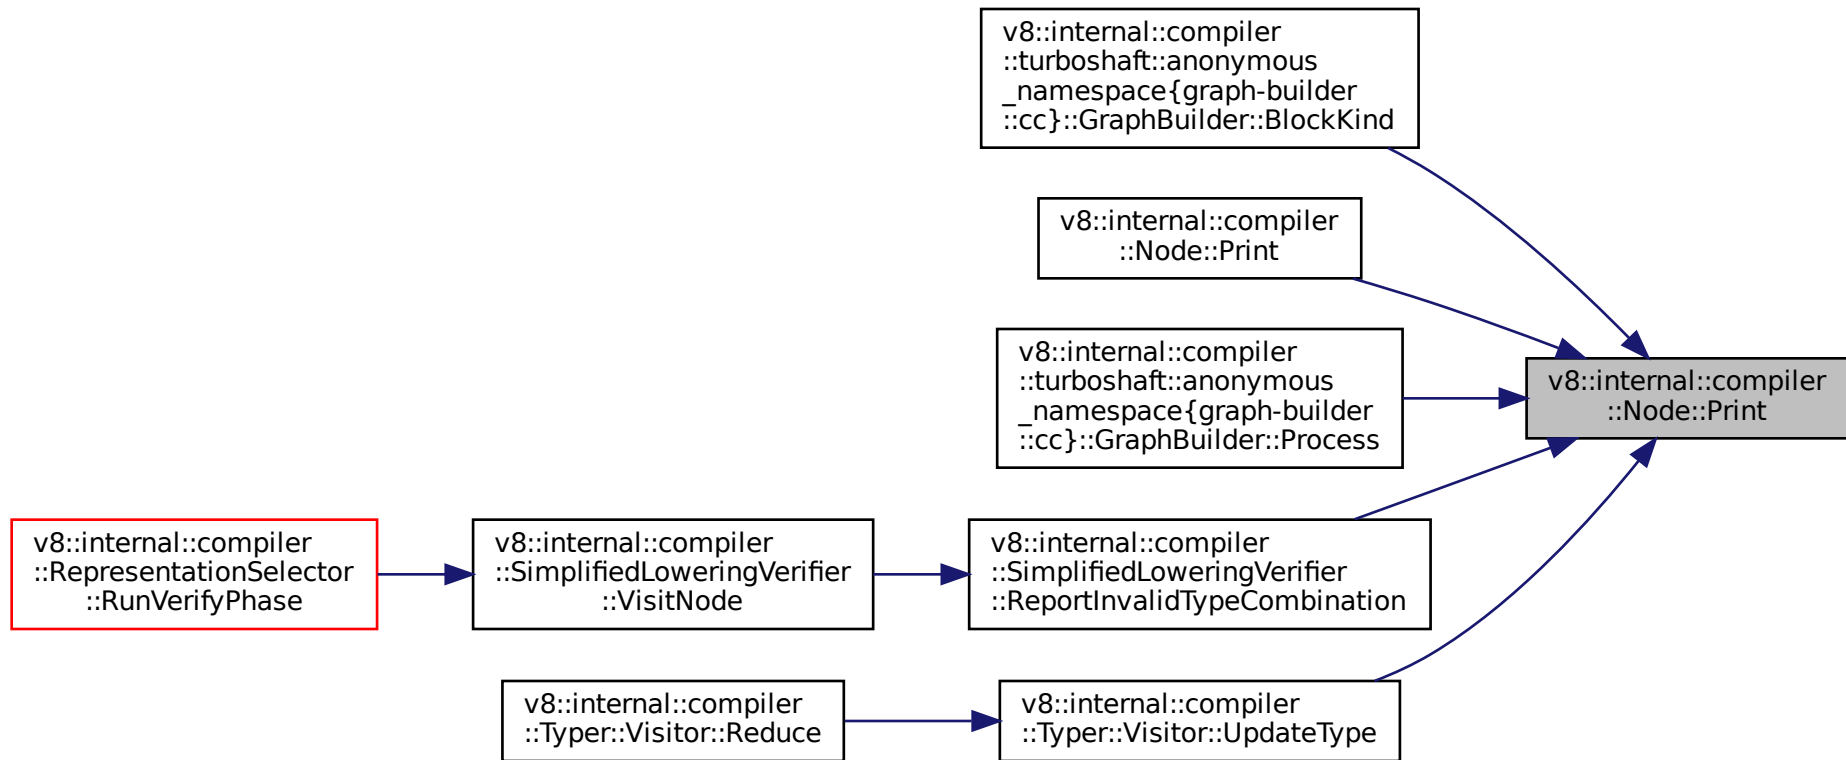 v8::internal::compiler
::turboshaft::anonymous
_namespace{graph-builder
::cc}::GraphBuilder::BlockKind
v8::internal::compiler
::Node::Print
v8::internal::compiler
::turboshaft::anonymous
_namespace{graph-builder
::cc}::GraphBuilder::Process
v8::internal::compiler
::Node::Print
v8::internal::compiler
::RepresentationSelector
::RunVerifyPhase
v8::internal::compiler
::SimplifiedLoweringVerifier
::VisitNode
v8::internal::compiler
::SimplifiedLoweringVerifier
::ReportInvalidTypeCombination
v8::internal::compiler
::Typer::Visitor::Reduce
v8::internal::compiler
::Typer::Visitor::UpdateType